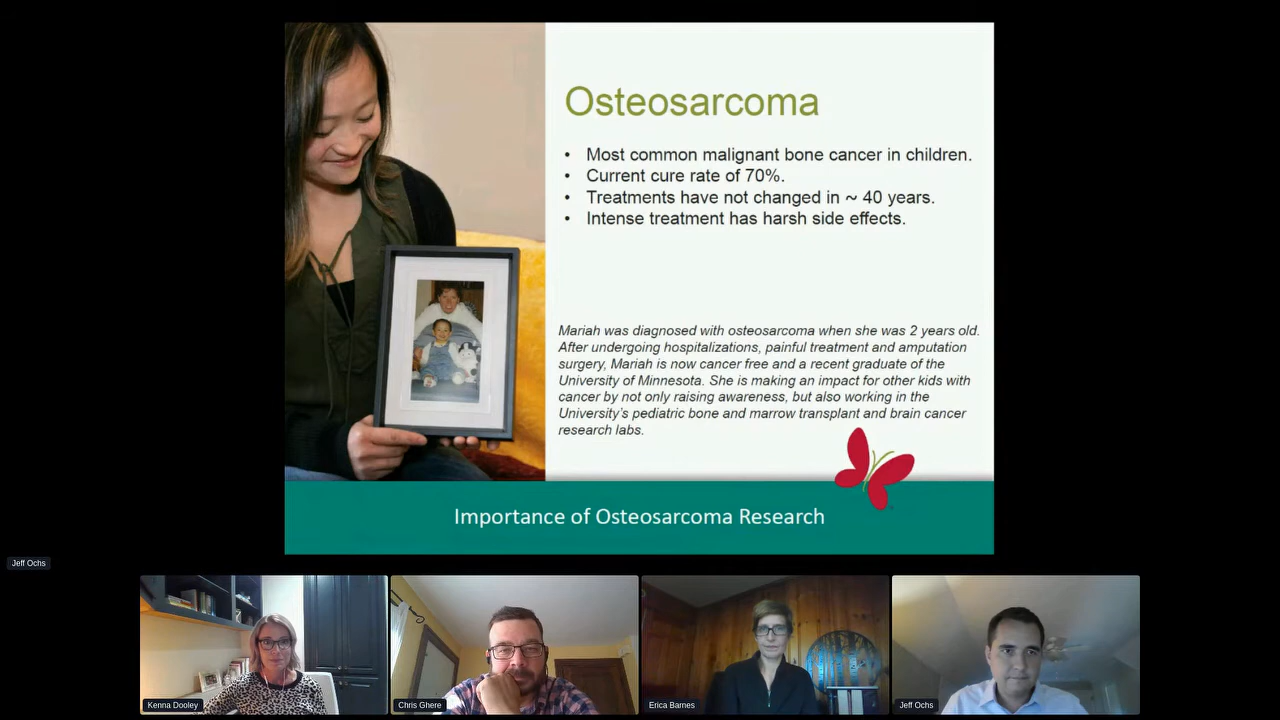 Osteosarcoma
• Most common malignant bone cancer in children.
• Current cure rate of 70%.
• Treatments have not changed in ~ 40 years.
• Intense treatment has harsh side effects.
Mariah was diagnosed with osteosarcoma when she was 2 years old.
After undergoing hospitalizations, painful treatment and amputation
surgery, Mariah is now cancer free and a recent graduate of the
University of Minnesota. She is making an impact for other kids with
cancer by not only raising awareness, but also working in the
University's pediatric bone and marrow transplant and brain cancer
research labs.
Importance of Osteosarcoma Research
Jeff Ochs
Kenna Dooley
Chris Ghere
Erica Barnes
Jeff Ochs